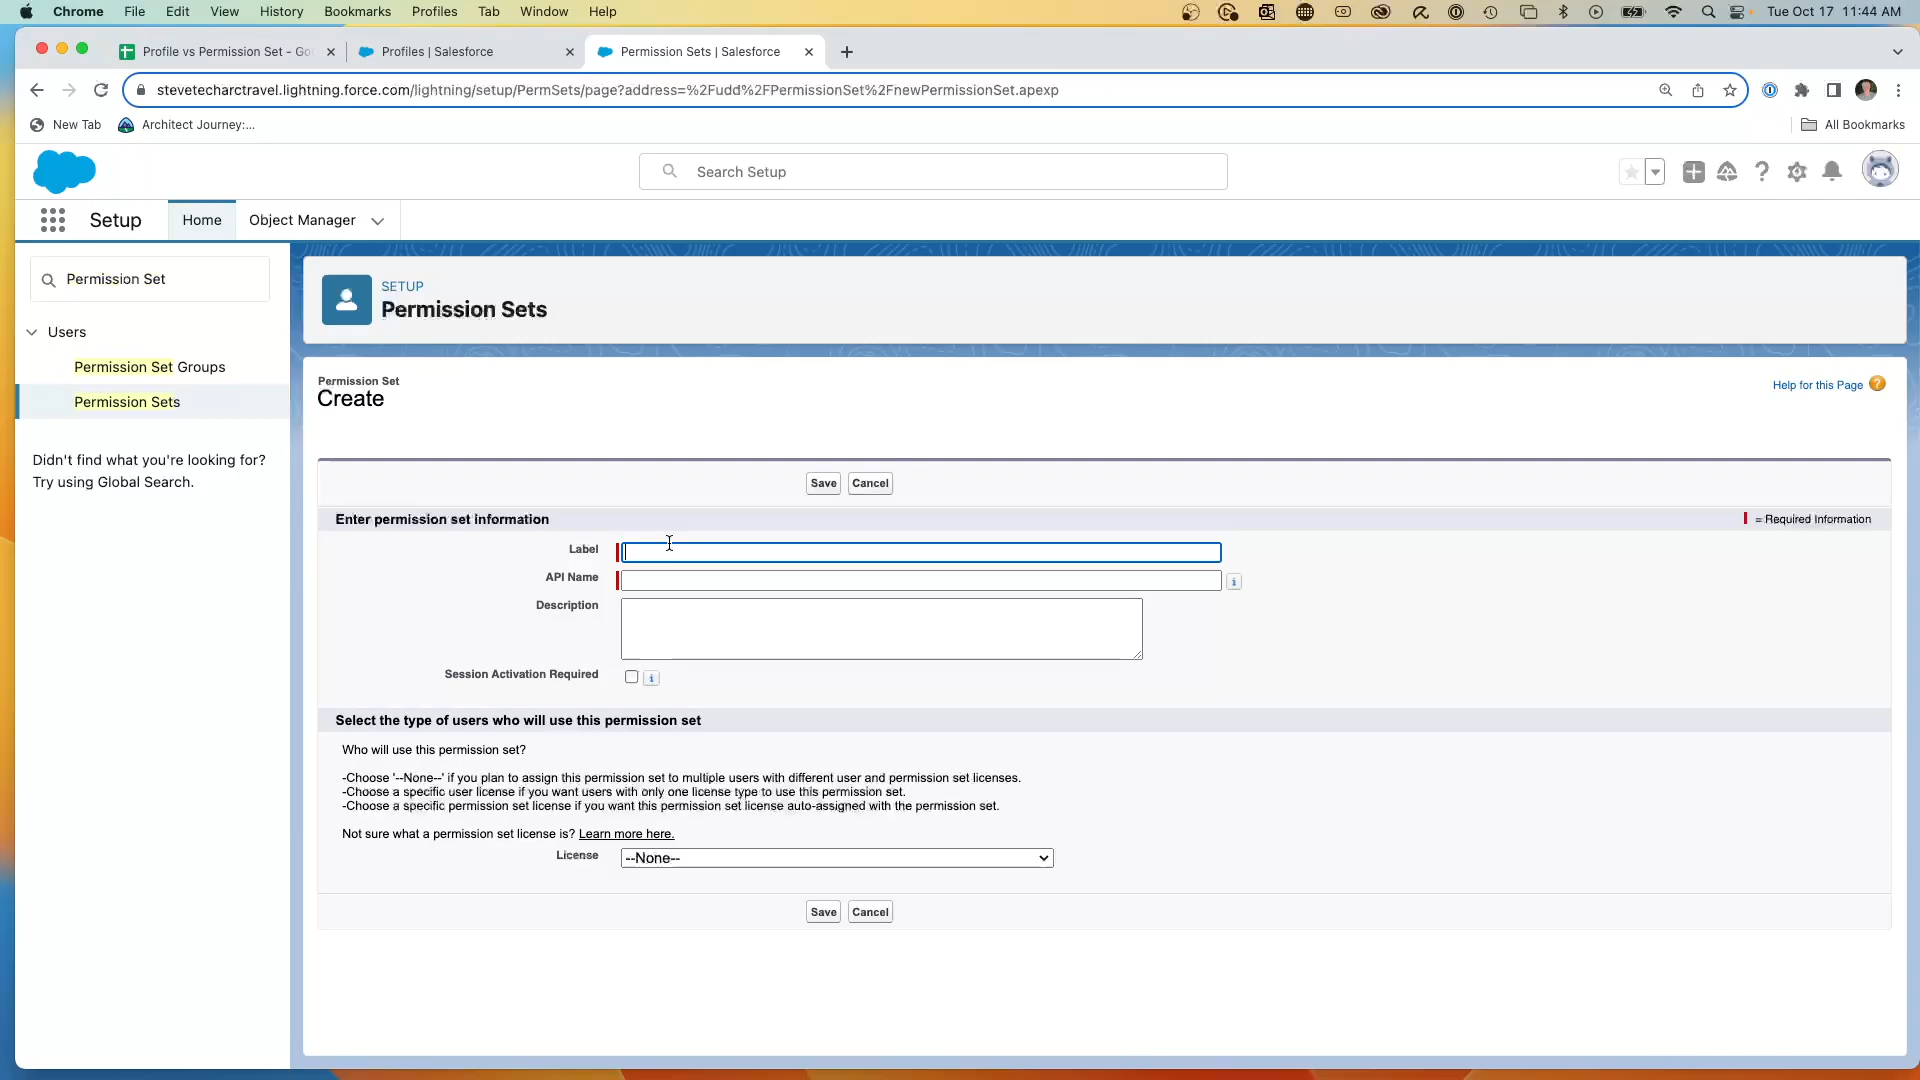 Chrome File Edit View History Bookmarks Profiles Tab Window Help Tue Oct 17 11:44 AM
Profile vs Permission Set - Go
Profiles | Salesforce
Permission Sets | Salesforce
stevetecharctravel.lightning.force.com/lightning/setup/PermSets/page?address=%2Fudd%2FPermissionSet%2FnewPermissionSet.apexp
New Tab Architect Journey:... All Bookmarks
Search Setup
Setup Home Object Manager
Permission Set
Users
Permission Set Groups
Permission Sets
Didn't find what you're looking for?
Try using Global Search.
SETUP
Permission Sets
Permission Set
Create
Help for this Page ?
Save Cancel
Enter permission set information
= Required Information
Label
API Name
Description
Session Activation Required
Select the type of users who will use this permission set
Who will use this permission set?
-Choose '--None--' if you plan to assign this permission set to multiple users with different user and permission set licenses.
-Choose a specific user license if you want users with only one license type to use this permission set.
-Choose a specific permission set license if you want this permission set license auto-assigned with the permission set.
Not sure what a permission set license is? Learn more here.
License --None--
Save Cancel